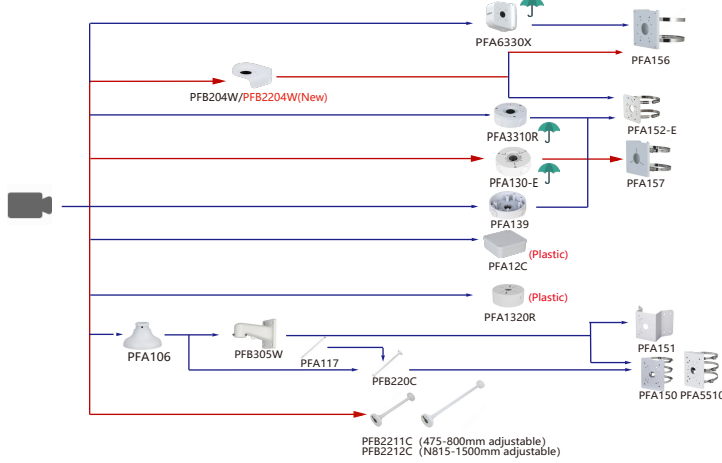 PFA6330X
PFA156
PFB204W/PFB2204W(New)
PFA3310R
PFA152-E
PFA130-E
PFA157
PFA139
PFA12C
(Plastic)
PFA1320R
(Plastic)
PFA106
PFB305W
PFA117
PFB220C
PFA151
PFA150
PFA5510
PFB2211C (475-800mm adjustable)
PFB2212C (N815-1500mm adjustable)